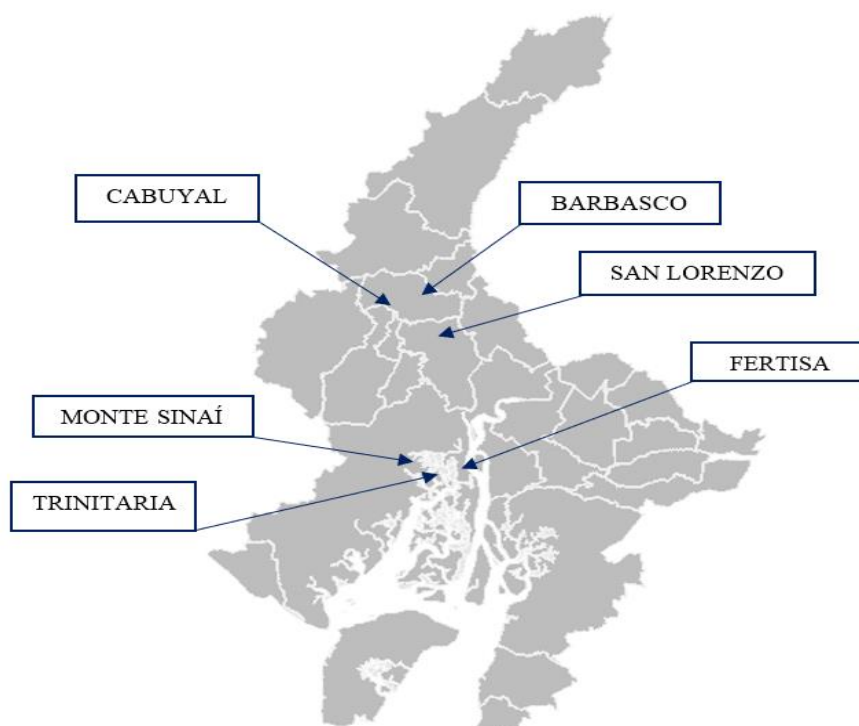 CABUYAL
BARBASCO
SAN LORENZO
FERTISA
MONTE SINAÍ
TRINITARIA